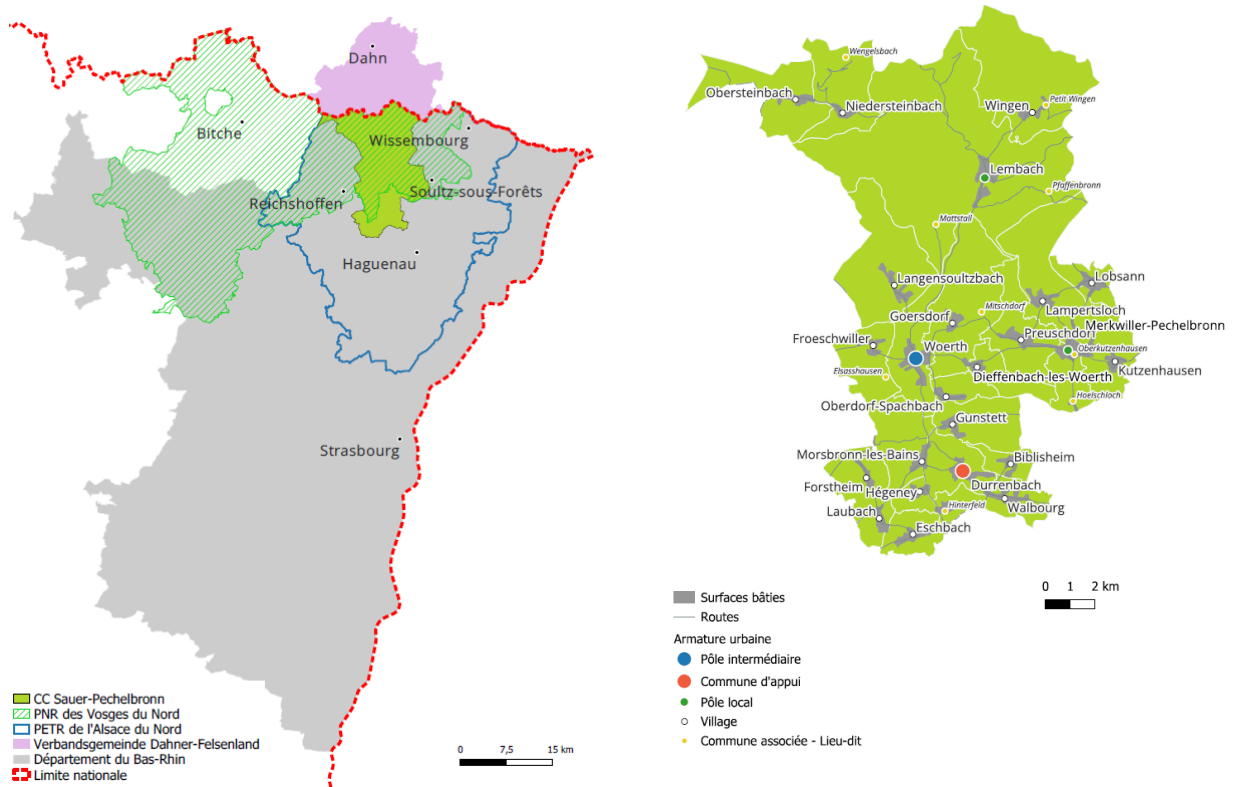 Dahn
Bitche
Wissembourg
Soultz-sous-Forêts
Reichshoffen
Haguenau
Strasbourg
CC Sauer-Pechelbronn
PNR des Vosges du Nord
PETR de l'Alsace du Nord
Verbandsgemeinde Dahner-Felsenland
Département du Bas-Rhin
Limite nationale
0 7,5 15 km
Wengelsbach
Obersteinbach
Niedersteinbach
Wingen
Petit Wingen
Lembach
Pfaffenbronn
Mattstall
Langensoultzbach
Lobsann
Mitschdorf
Lampertsloch
Goersdorf
Merkwiller-Pechelbronn
Preuschdorf
Froeschwiller
Woerth
Oberkutzenhausen
Elsasshausen
Dieffenbach-les-Woerth
Kutzenhausen
Hoelschloch
Oberdorf-Spachbach
Gunstett
Morsbronn-les-Bains
Biblisheim
Forstheim
Hégeney
Durrenbach
Hinterfeld
Walbourg
Laubach
Eschbach
0 1 2 km
Surfaces bâties
Routes
Armature urbaine
Pôle intermédiaire
Commune d'appui
Pôle local
Village
Commune associée - Lieu-dit